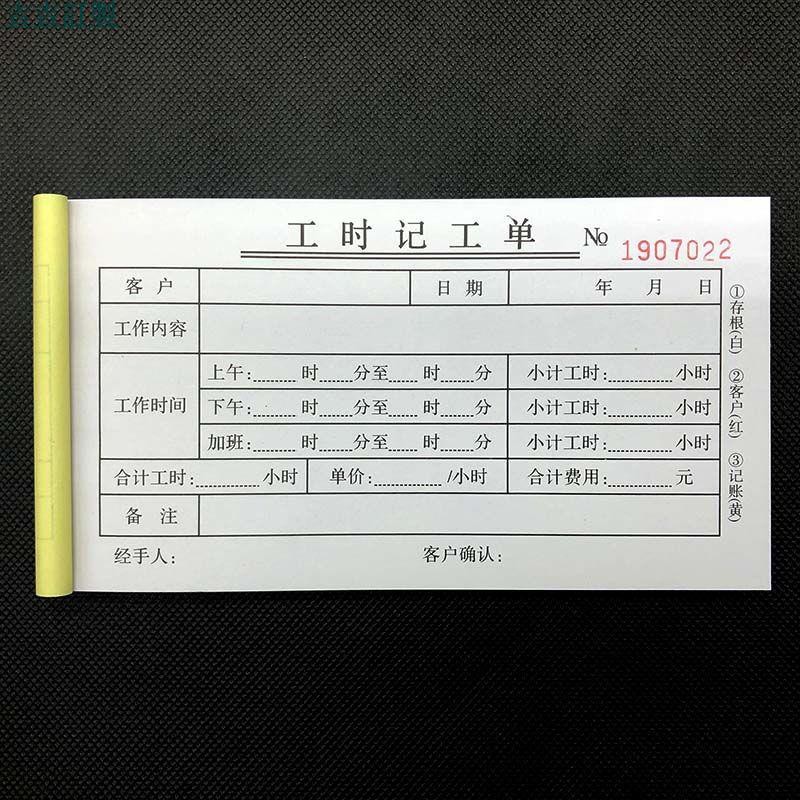 古古訂製
工时记工单 № 1907022
客户 日期 年 月 日
工作内容
工作时间
上午: 时 分至 时 分 小计工时: 小时
下午: 时 分至 时 分 小计工时: 小时
加班: 时 分至 时 分 小计工时: 小时
合计工时: 小时 单价: /小时 合计费用: 元
备注
经手人: 客户确认:
①存根(白) ②客户(红) ③记账(黄)